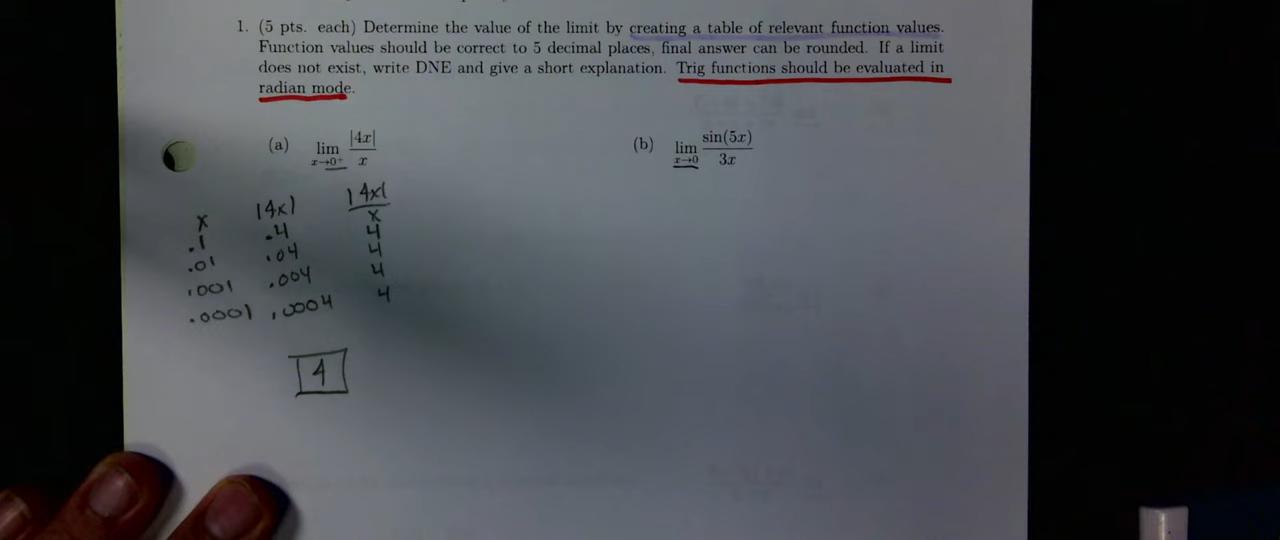 1. (5 pts. each) Determine the value of the limit by creating a table of relevant function values.
Function values should be correct to 5 decimal places, final answer can be rounded. If a limit
does not exist, write DNE and give a short explanation. Trig functions should be evaluated in
radian mode.
(a) lim x→0⁺ |4x| / x
(b) lim x→0 sin(5x) / 3x
x |4x| |4x| / x
.1 .4 4
.01 .04 4
.001 .004 4
.0001 .0004 4
4